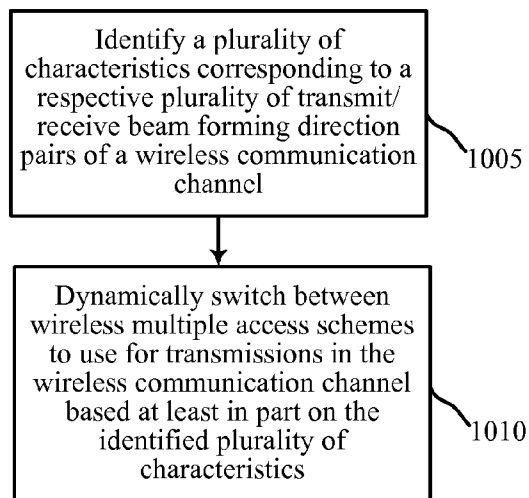 Identify a plurality of
characteristics corresponding to a
respective plurality of transmit/
receive beam forming direction
pairs of a wireless communication
channel
1005
Dynamically switch between
wireless multiple access schemes
to use for transmissions in the
wireless communication channel
based at least in part on the
identified plurality of
characteristics
1010